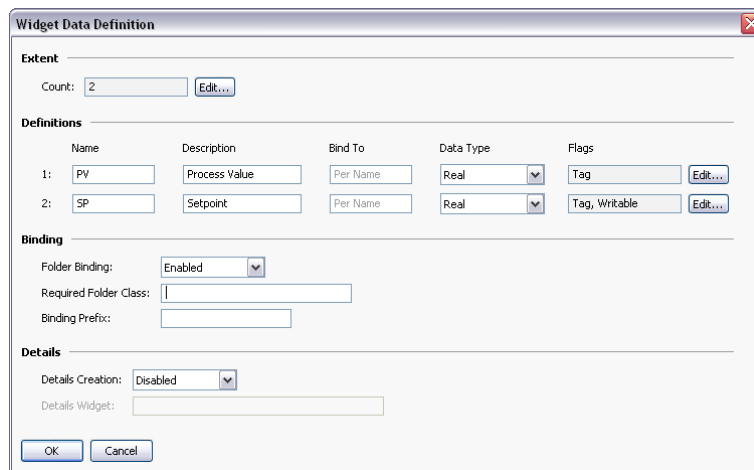 Widget Data Definition
Extent
Count: 2 Edit...
Definitions
Name Description Bind To Data Type Flags
1: PV Process Value Per Name Real Tag Edit...
2: SP Setpoint Per Name Real Tag, Writable Edit...
Binding
Folder Binding: Enabled
Required Folder Class:
Binding Prefix:
Details
Details Creation: Disabled
Details Widget:
OK Cancel